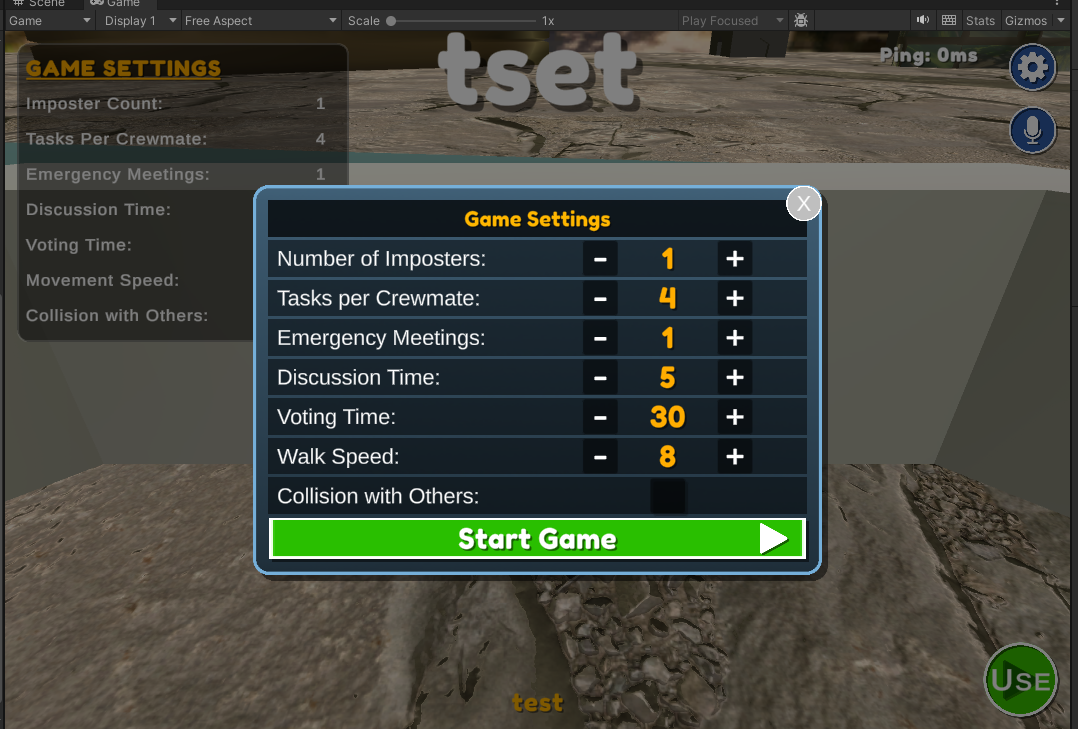 Scene Game
Game Display 1 Free Aspect Scale 1x Play Focused Stats Gizmos
tset
Ping: 0ms
GAME SETTINGS
Imposter Count: 1
Tasks Per Crewmate: 4
Emergency Meetings: 1
Discussion Time:
Voting Time:
Movement Speed:
Collision with Others:
X
Game Settings
Number of Imposters: - 1 +
Tasks per Crewmate: - 4 +
Emergency Meetings: - 1 +
Discussion Time: - 5 +
Voting Time: - 30 +
Walk Speed: - 8 +
Collision with Others:
Start Game
USE
test